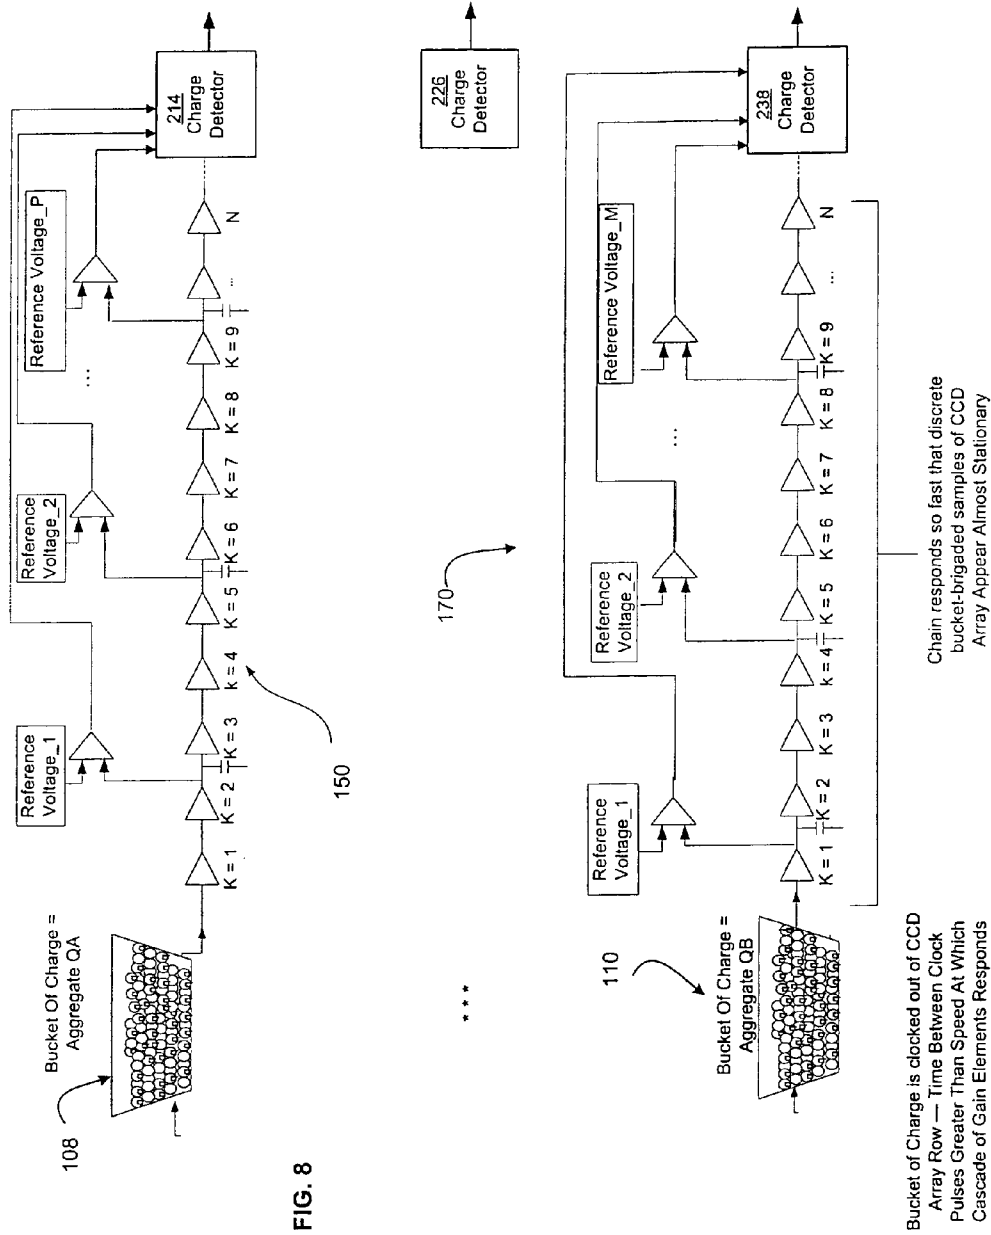 108
Bucket Of Charge =
Aggregate QA
K = 1
K = 2
K = 3
k = 4
K = 5
K = 6
K = 7
K = 8
K = 9
...
N
Reference
Voltage_1
Reference
Voltage_2
...
Reference Voltage_P
214
Charge
Detector
150
FIG. 8
* * *
226
Charge
Detector
170
110
Bucket Of Charge =
Aggregate QB
K = 1
K = 2
K = 3
k = 4
K = 5
K = 6
K = 7
K = 8
K = 9
...
N
Reference
Voltage_1
Reference
Voltage_2
...
Reference Voltage_M
238
Charge
Detector
Bucket of Charge is clocked out of CCD
Array Row — Time Between Clock
Pulses Greater Than Speed At Which
Cascade of Gain Elements Responds
Chain responds so fast that discrete
bucket-brigaded samples of CCD
Array Appear Almost Stationary